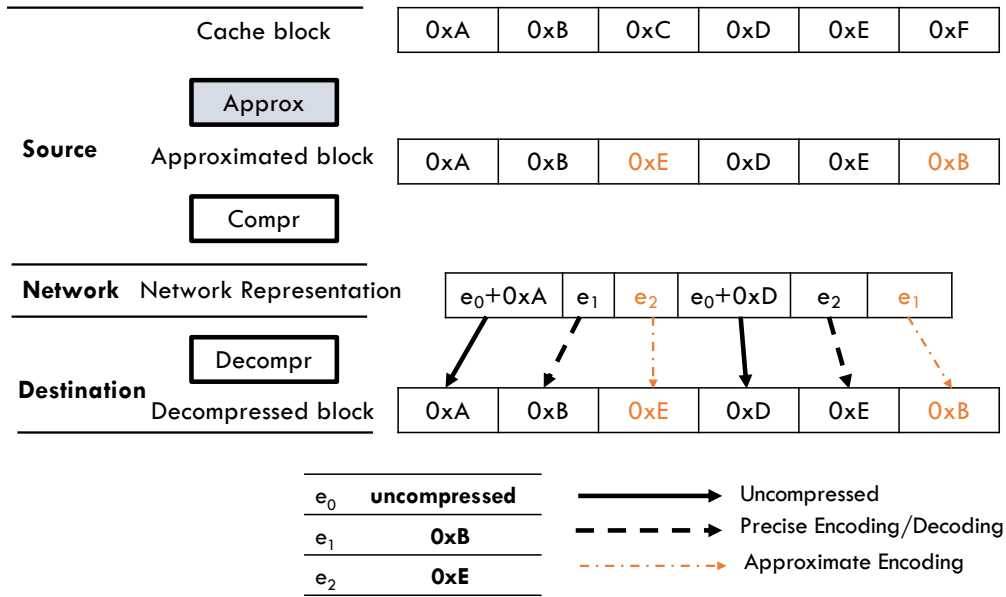 Cache block 0xA 0xB 0xC 0xD 0xE 0xF
Approx
Source Approximated block 0xA 0xB 0xE 0xD 0xE 0xB
Compr
Network Network Representation e₀+0xA e₁ e₂ e₀+0xD e₂ e₁
Decompr
Destination
Decompressed block 0xA 0xB 0xE 0xD 0xE 0xB
e₀ uncompressed Uncompressed
e₁ 0xB Precise Encoding/Decoding
e₂ 0xE Approximate Encoding